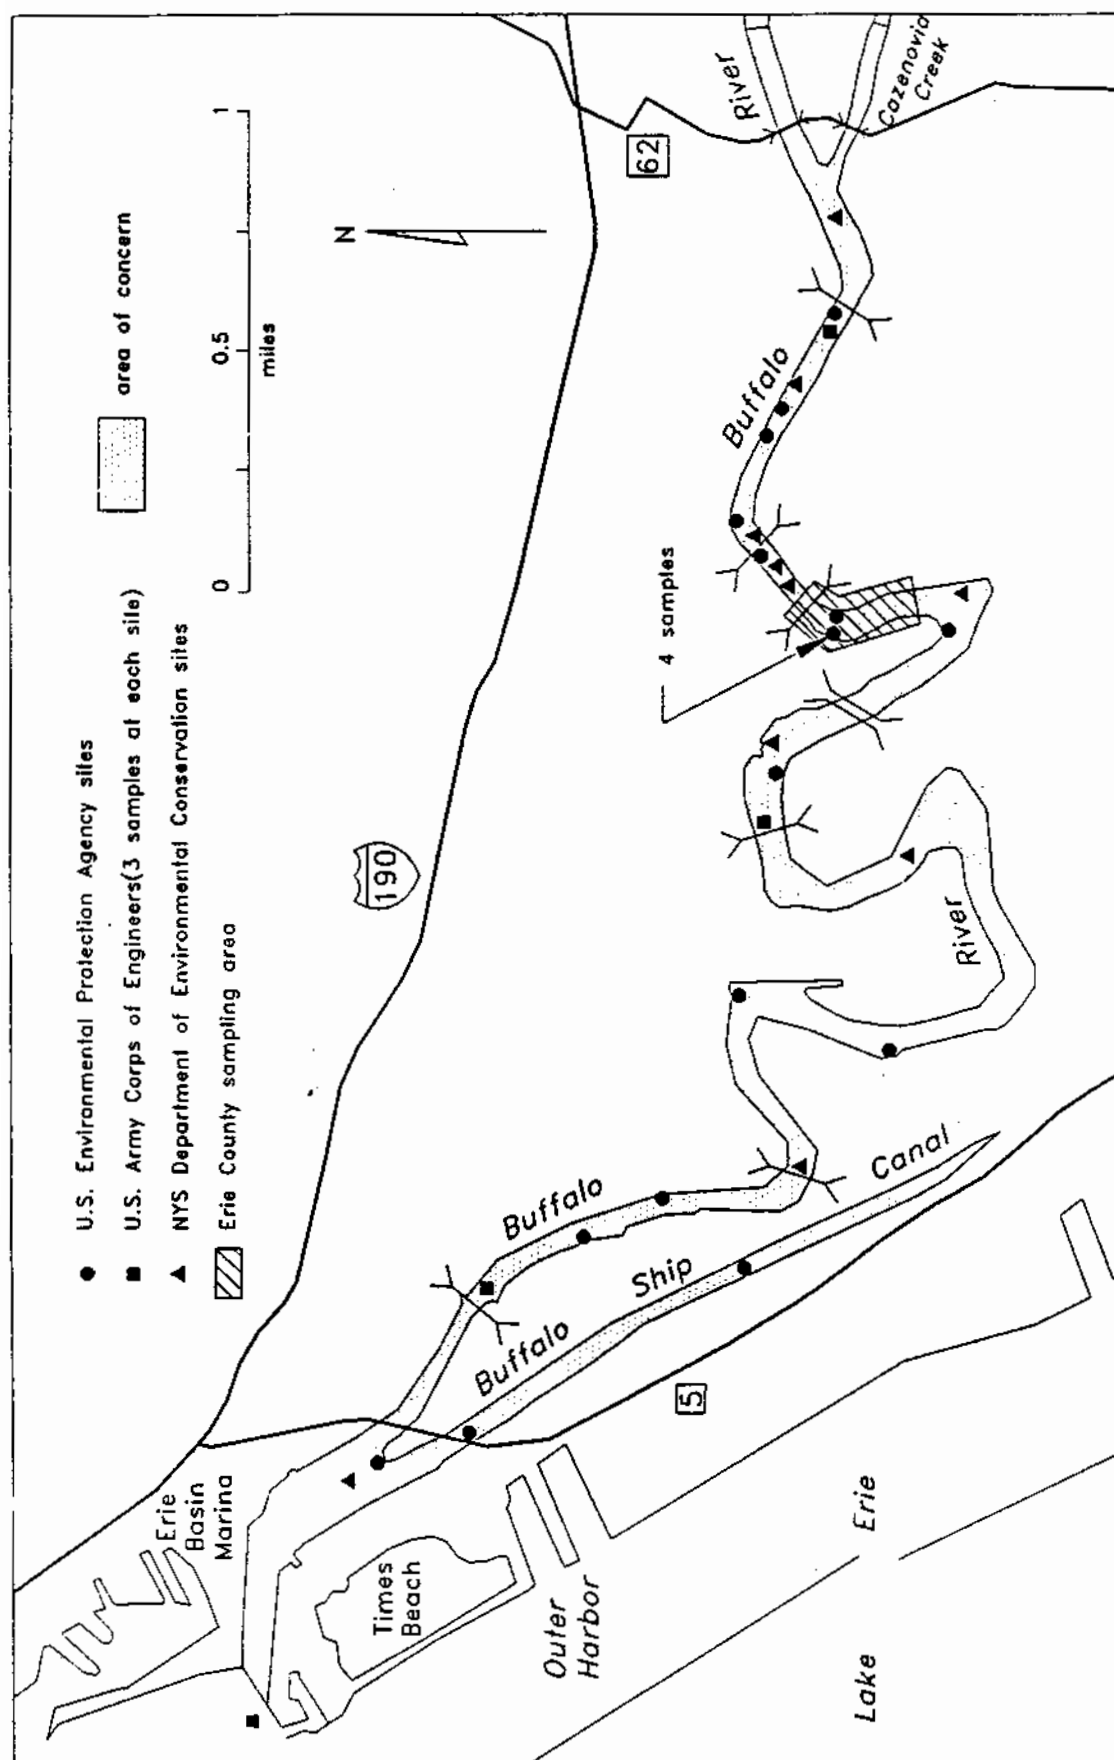 U.S. Environmental Protection Agency sites
U.S. Army Corps of Engineers(3 samples at each site)
NYS Department of Environmental Conservation sites
Erie County sampling area
area of concern
0
0.5
1
miles
N
190
62
River
Cazenovia
Creek
Buffalo
4 samples
River
Buffalo
Buffalo
Ship
Canal
5
Erie
Basin
Marina
Times
Beach
Outer
Harbor
Lake
Erie